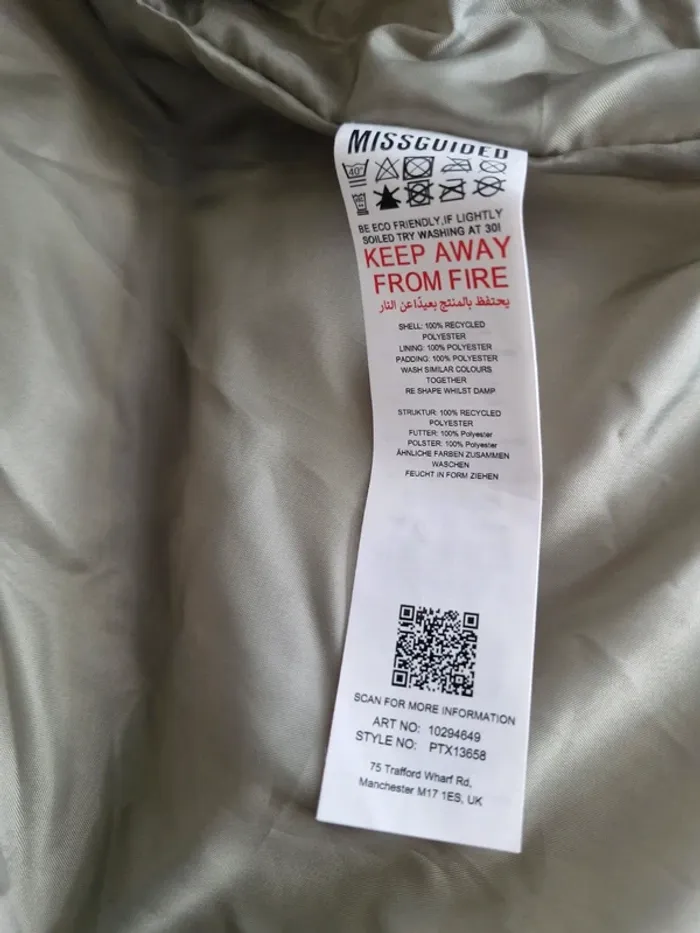 MISSGUIDED
40°
BE ECO FRIENDLY,IF LIGHTLY
SOILED TRY WASHING AT 30!
KEEP AWAY
FROM FIRE
يحتفظ بالمنتج بعيدًا عن النار
SHELL: 100% RECYCLED
POLYESTER
LINING: 100% POLYESTER
PADDING: 100% POLYESTER
WASH SIMILAR COLOURS
TOGETHER
RE SHAPE WHILST DAMP
STRUKTUR: 100% RECYCLED
POLYESTER
FUTTER: 100% Polyester
POLSTER: 100% Polyester
ÄHNLICHE FARBEN ZUSAMMEN
WASCHEN
FEUCHT IN FORM ZIEHEN
SCAN FOR MORE INFORMATION
ART NO: 10294649
STYLE NO: PTX13658
75 Trafford Wharf Rd,
Manchester M17 1ES, UK